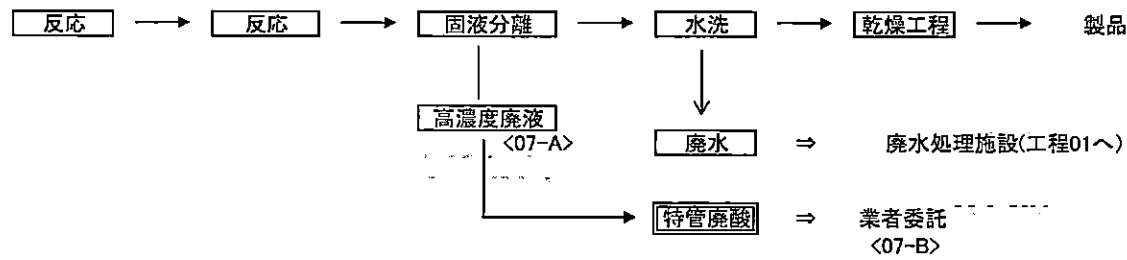 反応 → 反応 → 固液分離 → 水洗 → 乾燥工程 → 製品
高濃度廃液
<07-A>
廃水 ⇒ 廃水処理施設(工程01へ)
特管廃酸 ⇒ 業者委託
<07-B>